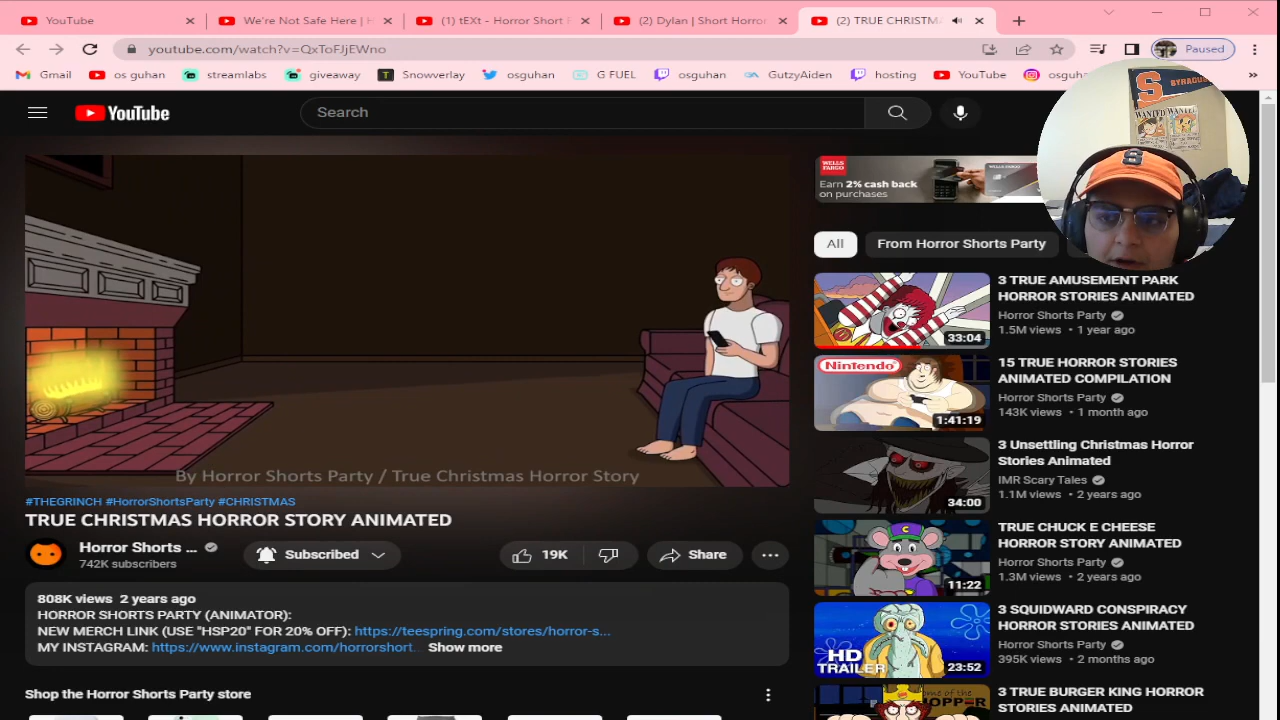 YouTube
We're Not Safe Here | H
(1) tEXt - Horror Short F
(2) Dylan | Short Horror
(2) TRUE CHRISTMA
youtube.com/watch?v=QxToFJjEWno
Paused
Gmail
os guhan
streamlabs
giveaway
Snowverlay
osguhan
G FUEL
osguhan
GutzyAiden
hosting
YouTube
osguha
YouTube
Search
S SYRACUS
WANTED WANTED
S
WELLS
FARGO
Earn 2% cash back
on purchases
All
From Horror Shorts Party
By Horror Shorts Party / True Christmas Horror Story
#THEGRINCH #HorrorShortsParty #CHRISTMAS
TRUE CHRISTMAS HORROR STORY ANIMATED
Horror Shorts ...
742K subscribers
Subscribed
19K
Share
808K views 2 years ago
HORROR SHORTS PARTY (ANIMATOR):
NEW MERCH LINK (USE "HSP20" FOR 20% OFF): https://teespring.com/stores/horror-s...
MY INSTAGRAM: https://www.instagram.com/horrorshort... Show more
Shop the Horror Shorts Party store
33:04
3 TRUE AMUSEMENT PARK
HORROR STORIES ANIMATED
Horror Shorts Party
1.5M views • 1 year ago
Nintendo
1:41:19
15 TRUE HORROR STORIES
ANIMATED COMPILATION
Horror Shorts Party
143K views • 1 month ago
34:00
3 Unsettling Christmas Horror
Stories Animated
IMR Scary Tales
1.1M views • 2 years ago
C
11:22
TRUE CHUCK E CHEESE
HORROR STORY ANIMATED
Horror Shorts Party
1.3M views • 2 years ago
HD
TRAILER
23:52
3 SQUIDWARD CONSPIRACY
HORROR STORIES ANIMATED
Horror Shorts Party
395K views • 2 months ago
3 TRUE BURGER KING HORROR
STORIES ANIMATED